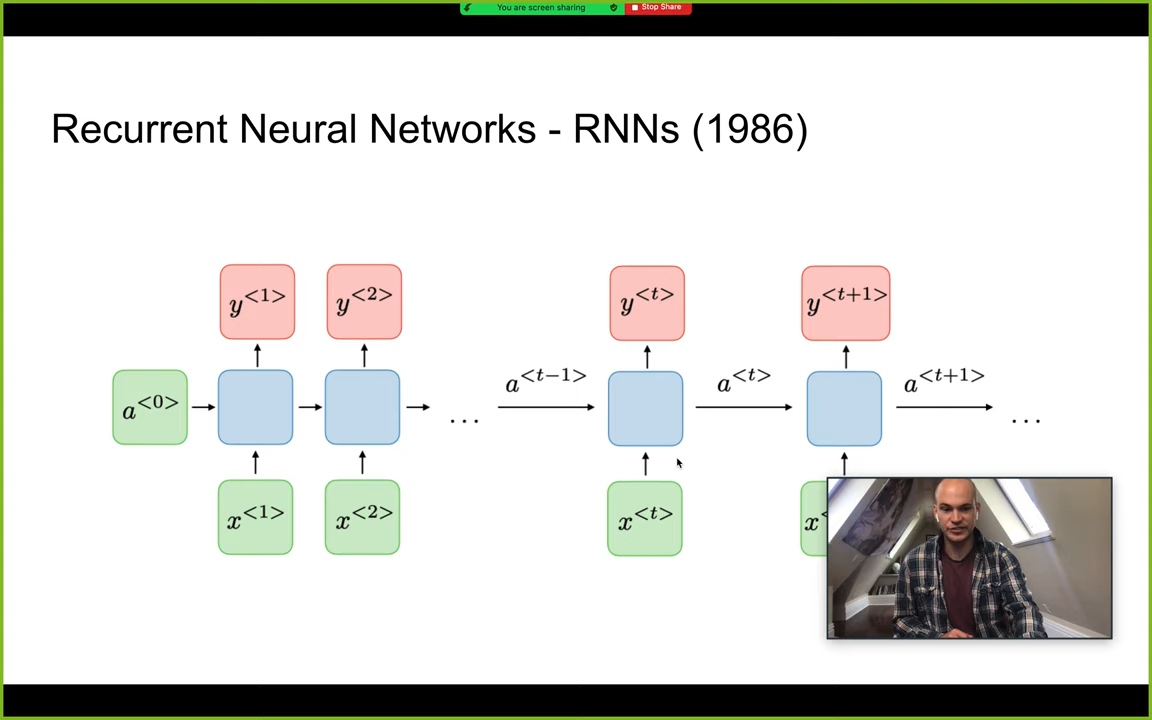 You are screen sharing Stop Share
Recurrent Neural Networks - RNNs (1986)
y<1> y<2> y<t> y<t+1>
a<0> ... a<t−1> a<t> a<t+1> ...
x<1> x<2> x<t> x<